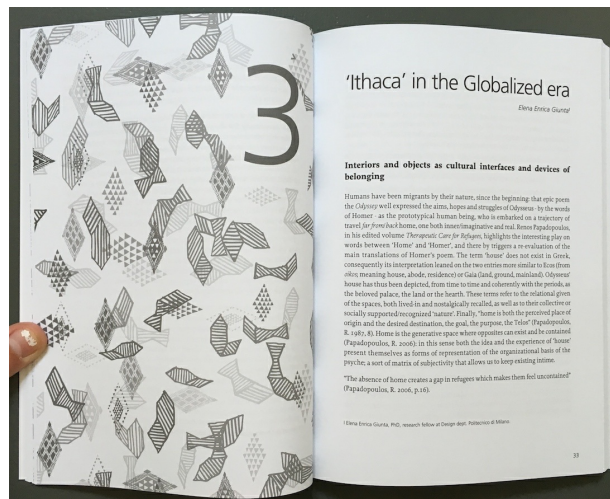 3
'Ithaca' in the Globalized era
Elena Enrica Giunta¹
Interiors and objects as cultural interfaces and devices of
belonging
Humans have been migrants by their nature, since the beginning: that epic poem
the Odyssey well expressed the aims, hopes and struggles of Odysseus - by the words
of Homer - as the prototypical human being, who is embarked on a trajectory of
travel far from/back home, one both inner/imaginative and real. Renos Papadopoulos,
in his edited volume Therapeutic Care for Refugees, highlights the interesting play on
words between 'Home' and 'Homer', and there by triggers a re-evaluation of the
main translations of Homer's poem. The term 'house' does not exist in Greek,
consequently its interpretation leaned on the two entries more similar to Ecos (from
oikos, meaning house, abode, residence) or Gaia (land, ground, mainland). Odysseus'
house has thus been depicted, from time to time and coherently with the periods, as
the beloved palace, the land or the hearth. These terms refer to the relational given
of the spaces, both lived-in and nostalgically recalled, as well as to their collective or
socially supported/recognized 'nature'. Finally, "home is both the perceived place of
origin and the desired destination, the goal, the purpose, the Telos" (Papadopoulos,
R. 1987, 8). Home is the generative space where opposites can exist and be contained
(Papadopoulos, R. 2006): in this sense both the idea and the experience of 'house'
present themselves as forms of representation of the organizational basis of the
psyche; a sort of matrix of subjectivity that allows us to keep existing intime.
"The absence of home creates a gap in refugees which makes them feel uncontained"
(Papadopoulos, R. 2006, p.16).
1 Elena Enrica Giunta, PhD, research fellow at Design dept. Politecnico di Milano
33